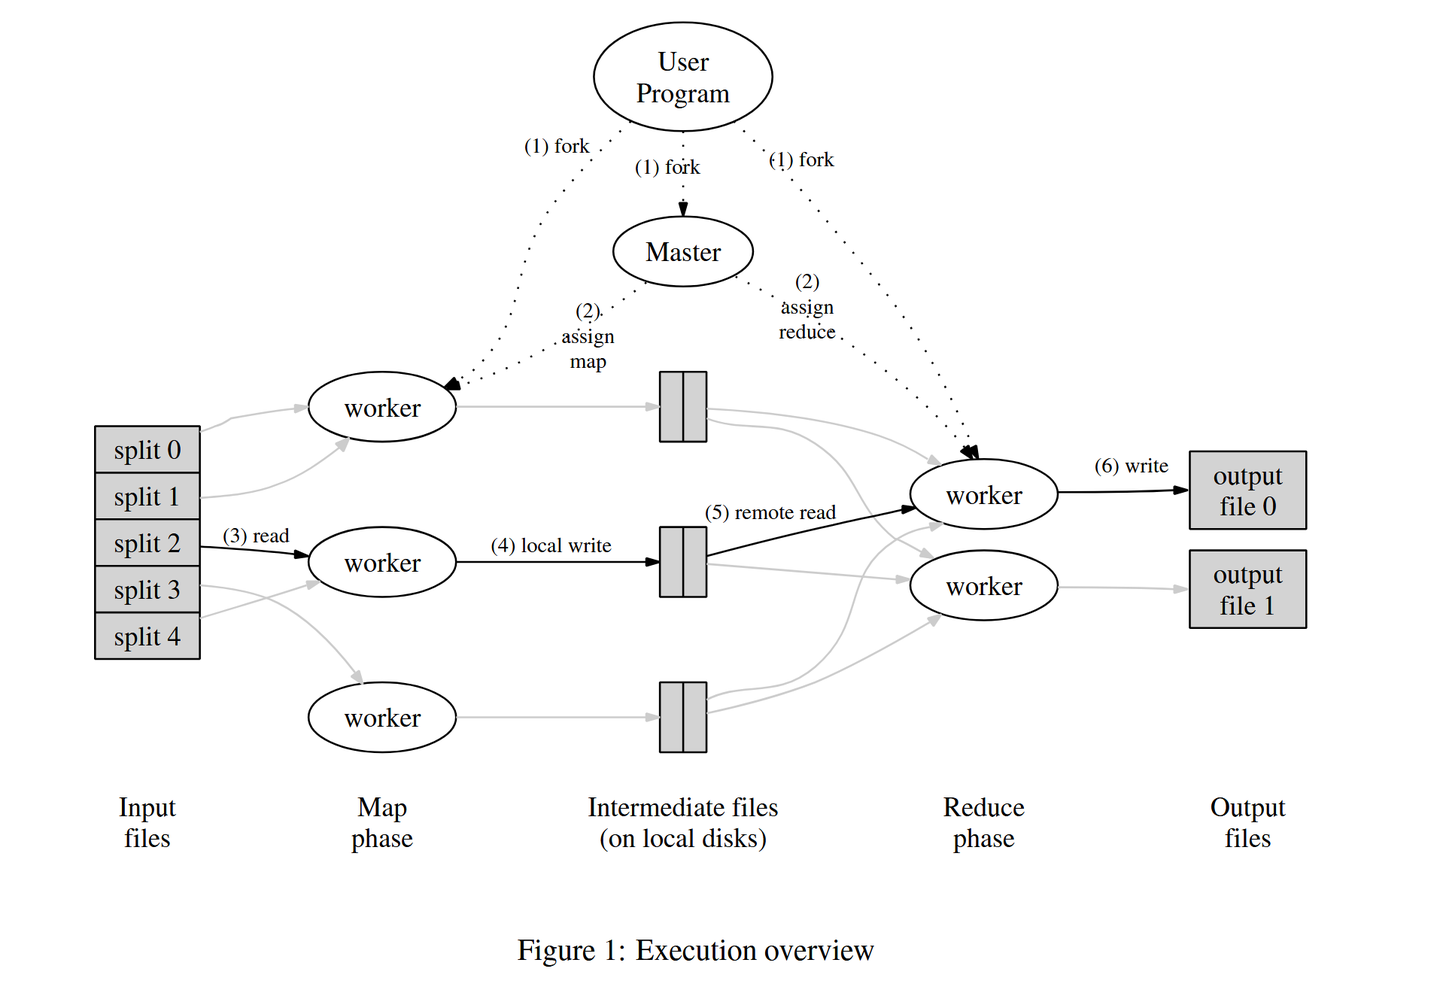 User
Program
(1) fork
(1) fork
(1) fork
Master
(2)
assign
map
(2)
assign
reduce
worker
split 0
split 1
split 2
split 3
split 4
(3) read
worker
(4) local write
(5) remote read
worker
(6) write
output
file 0
worker
output
file 1
worker
Input
files
Map
phase
Intermediate files
(on local disks)
Reduce
phase
Output
files
Figure 1: Execution overview